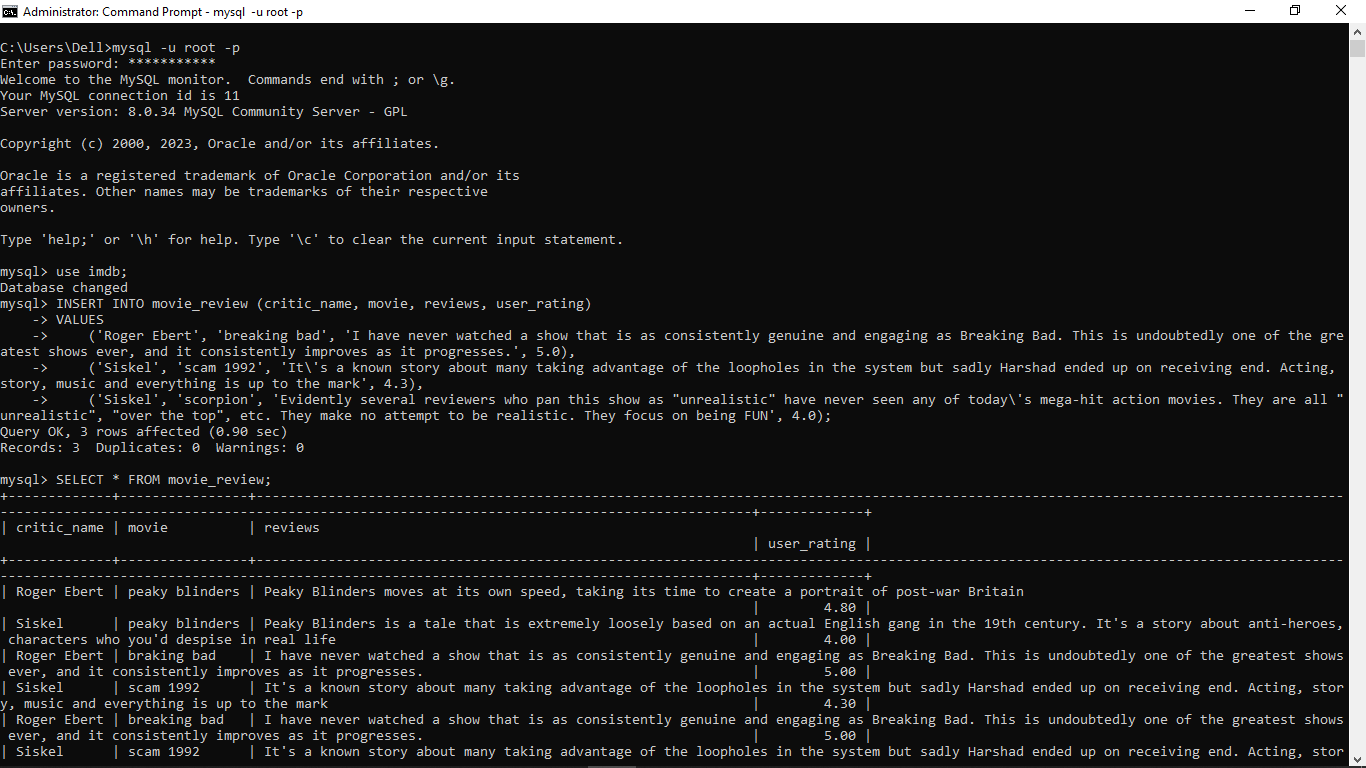 Administrator: Command Prompt - mysql  -u root -p
C:\Users\Dell>mysql -u root -p
Enter password: ***********
Welcome to the MySQL monitor.  Commands end with ; or \g.
Your MySQL connection id is 11
Server version: 8.0.34 MySQL Community Server - GPL
Copyright (c) 2000, 2023, Oracle and/or its affiliates.
Oracle is a registered trademark of Oracle Corporation and/or its
affiliates. Other names may be trademarks of their respective
owners.
Type 'help;' or '\h' for help. Type '\c' to clear the current input statement.
mysql> use imdb;
Database changed
mysql> INSERT INTO movie_review (critic_name, movie, reviews, user_rating)
    -> VALUES
    ->     ('Roger Ebert', 'breaking bad', 'I have never watched a show that is as consistently genuine and engaging as Breaking Bad. This is undoubtedly one of the gre
atest shows ever, and it consistently improves as it progresses.', 5.0),
    ->     ('Siskel', 'scam 1992', 'It\'s a known story about many taking advantage of the loopholes in the system but sadly Harshad ended up on receiving end. Acting,
story, music and everything is up to the mark', 4.3),
    ->     ('Siskel', 'scorpion', 'Evidently several reviewers who pan this show as "unrealistic" have never seen any of today\'s mega-hit action movies. They are all "
unrealistic", "over the top", etc. They make no attempt to be realistic. They focus on being FUN', 4.0);
Query OK, 3 rows affected (0.90 sec)
Records: 3  Duplicates: 0  Warnings: 0
mysql> SELECT * FROM movie_review;
| critic_name | movie          | reviews
| user_rating |
| Roger Ebert | peaky blinders | Peaky Blinders moves at its own speed, taking its time to create a portrait of post-war Britain
|        4.80 |
| Siskel      | peaky blinders | Peaky Blinders is a tale that is extremely loosely based on an actual English gang in the 19th century. It's a story about anti-heroes,
 characters who you'd despise in real life                                                    |        4.00 |
| Roger Ebert | braking bad    | I have never watched a show that is as consistently genuine and engaging as Breaking Bad. This is undoubtedly one of the greatest shows
 ever, and it consistently improves as it progresses.                                         |        5.00 |
| Siskel      | scam 1992      | It's a known story about many taking advantage of the loopholes in the system but sadly Harshad ended up on receiving end. Acting, stor
y, music and everything is up to the mark                                                     |        4.30 |
| Roger Ebert | breaking bad   | I have never watched a show that is as consistently genuine and engaging as Breaking Bad. This is undoubtedly one of the greatest shows
 ever, and it consistently improves as it progresses.                                         |        5.00 |
| Siskel      | scam 1992      | It's a known story about many taking advantage of the loopholes in the system but sadly Harshad ended up on receiving end. Acting, stor